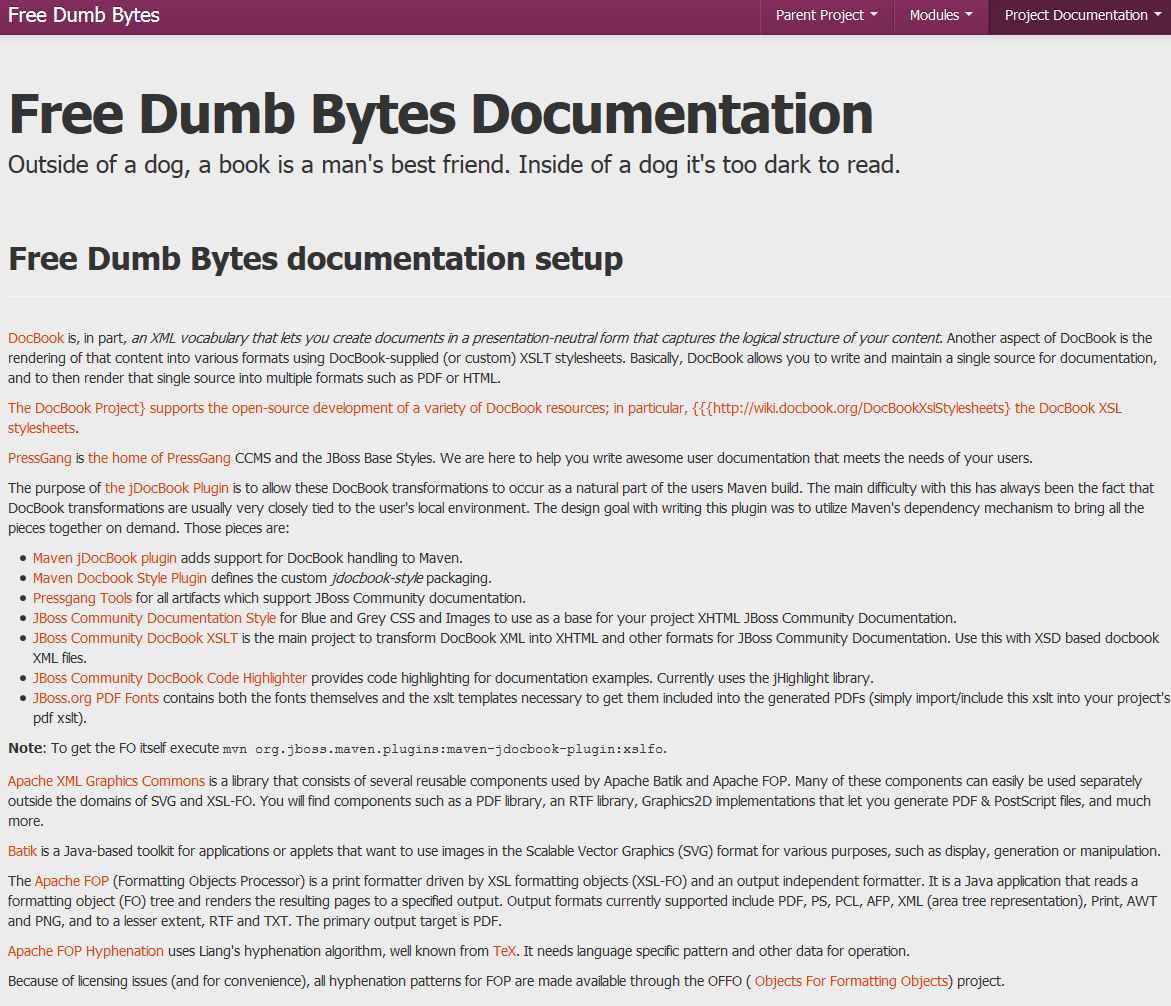 Free Dumb Bytes
Parent Project
Modules
Project Documentation
Free Dumb Bytes Documentation
Outside of a dog, a book is a man's best friend. Inside of a dog it's too dark to read.
Free Dumb Bytes documentation setup
DocBook is, in part, an XML vocabulary that lets you create documents in a presentation-neutral form that captures the logical structure of your content. Another aspect of DocBook is the
rendering of that content into various formats using DocBook-supplied (or custom) XSLT stylesheets. Basically, DocBook allows you to write and maintain a single source for documentation,
and to then render that single source into multiple formats such as PDF or HTML.
The DocBook Project} supports the open-source development of a variety of DocBook resources; in particular, {{{http://wiki.docbook.org/DocBookXslStylesheets} the DocBook XSL
stylesheets.
PressGang is the home of PressGang CCMS and the JBoss Base Styles. We are here to help you write awesome user documentation that meets the needs of your users.
The purpose of the jDocBook Plugin is to allow these DocBook transformations to occur as a natural part of the users Maven build. The main difficulty with this has always been the fact that
DocBook transformations are usually very closely tied to the user's local environment. The design goal with writing this plugin was to utilize Maven's dependency mechanism to bring all the
pieces together on demand. Those pieces are:
• Maven jDocBook plugin adds support for DocBook handling to Maven.
• Maven Docbook Style Plugin defines the custom jdocbook-style packaging.
• Pressgang Tools for all artifacts which support JBoss Community documentation.
• JBoss Community Documentation Style for Blue and Grey CSS and Images to use as a base for your project XHTML JBoss Community Documentation.
• JBoss Community DocBook XSLT is the main project to transform DocBook XML into XHTML and other formats for JBoss Community Documentation. Use this with XSD based docbook
XML files.
• JBoss Community DocBook Code Highlighter provides code highlighting for documentation examples. Currently uses the jHighlight library.
• JBoss.org PDF Fonts contains both the fonts themselves and the xslt templates necessary to get them included into the generated PDFs (simply import/include this xslt into your project's
pdf xslt).
Note: To get the FO itself execute mvn org.jboss.maven.plugins:maven-jdocbook-plugin:xslfo.
Apache XML Graphics Commons is a library that consists of several reusable components used by Apache Batik and Apache FOP. Many of these components can easily be used separately
outside the domains of SVG and XSL-FO. You will find components such as a PDF library, an RTF library, Graphics2D implementations that let you generate PDF & PostScript files, and much
more.
Batik is a Java-based toolkit for applications or applets that want to use images in the Scalable Vector Graphics (SVG) format for various purposes, such as display, generation or manipulation.
The Apache FOP (Formatting Objects Processor) is a print formatter driven by XSL formatting objects (XSL-FO) and an output independent formatter. It is a Java application that reads a
formatting object (FO) tree and renders the resulting pages to a specified output. Output formats currently supported include PDF, PS, PCL, AFP, XML (area tree representation), Print, AWT
and PNG, and to a lesser extent, RTF and TXT. The primary output target is PDF.
Apache FOP Hyphenation uses Liang's hyphenation algorithm, well known from TeX. It needs language specific pattern and other data for operation.
Because of licensing issues (and for convenience), all hyphenation patterns for FOP are made available through the OFFO ( Objects For Formatting Objects) project.